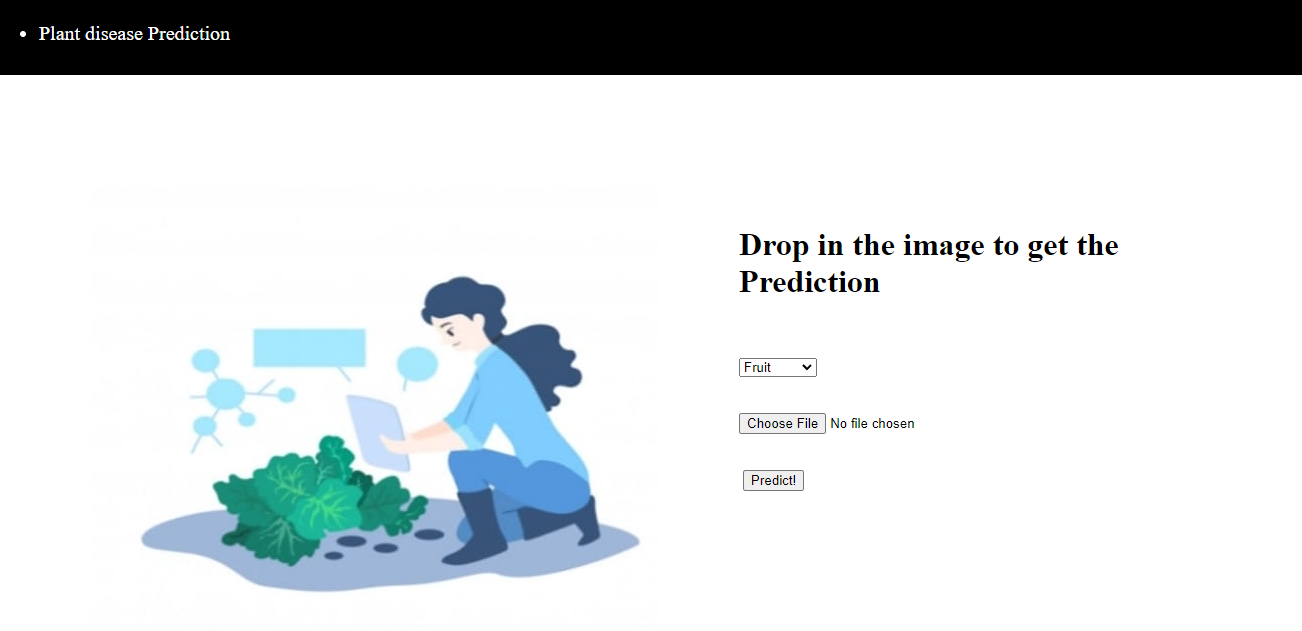 Plant disease Prediction
Drop in the image to get the
Prediction
Fruit
Choose File No file chosen
Predict!